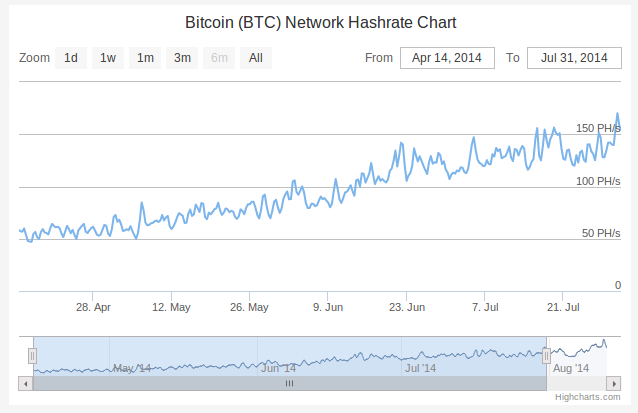 Bitcoin (BTC) Network Hashrate Chart
Zoom 1d 1w 1m 3m 6m All From Apr 14, 2014 To Jul 31, 2014
150 PH/s
100 PH/s
50 PH/s
0
28. Apr 12. May 26. May 9. Jun 23. Jun 7. Jul 21. Jul
May '14 Jun '14 Jul '14 Aug '14
Highcharts.com